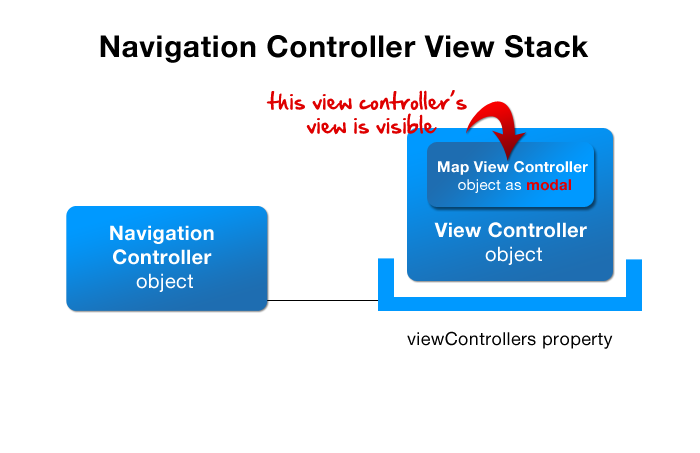 Navigation Controller View Stack
this view controller's
view is visible
Map View Controller
object as modal
View Controller
object
Navigation
Controller
object
viewControllers property